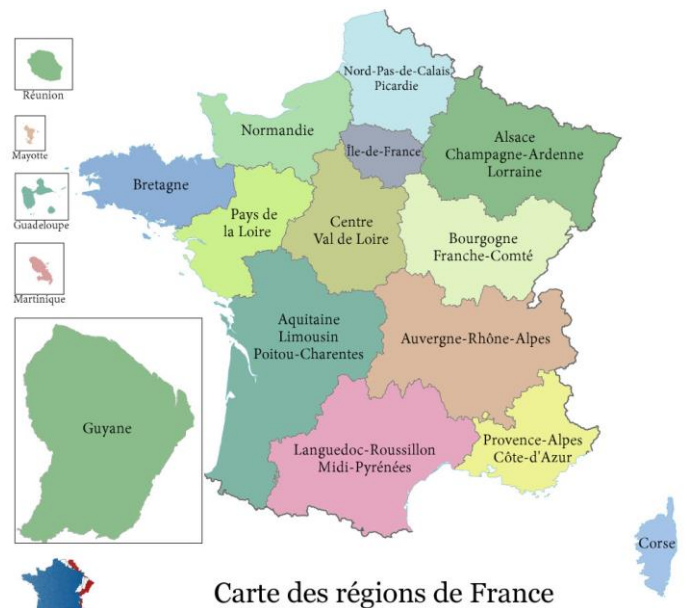 Nord-Pas-de-Calais
Picardie
Réunion
Normandie
Île-de-France
Alsace
Champagne-Ardenne
Lorraine
Mayotte
Bretagne
Pays de
la Loire
Centre
Val de Loire
Bourgogne
Franche-Comté
Guadeloupe
Martinique
Aquitaine
Limousin
Poitou-Charentes
Auvergne-Rhône-Alpes
Guyane
Languedoc-Roussillon
Midi-Pyrénées
Provence-Alpes
Côte-d'Azur
Corse
Carte des régions de France